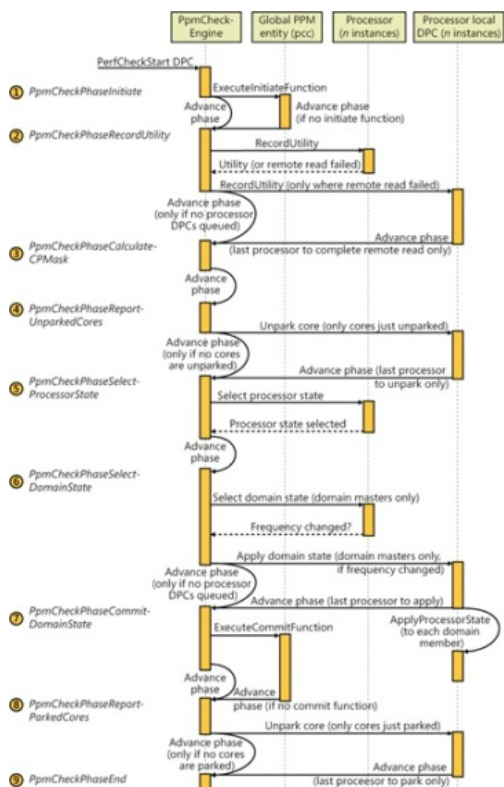 PpmCheck-
Engine
Global PPM
entity (pcc)
Processor
(n instances)
Processor local
DPC (n instances)
PerfCheckStart DPC
1 PpmCheckPhaseInitiate
ExecuteInitiateFunction
Advance
phase
Advance phase
(if no initiate function)
2 PpmCheckPhaseRecordUtility
RecordUtility
Utility (or remote read failed)
RecordUtility (only where remote read failed)
Advance phase
(only if no processor
DPCs queued)
Advance phase
(last processor to complete remote read only)
3 PpmCheckPhaseCalculate-
CPMask
Advance
phase
4 PpmCheckPhaseReport-
UnparkedCores
Unpark core (only cores just unparked)
Advance phase
(only if no cores
are unparked)
Advance phase (last processor
to unpark only)
5 PpmCheckPhaseSelect-
ProcessorState
Select processor state
Processor state selected
Advance
phase
6 PpmCheckPhaseSelect-
DomainState
Select domain state (domain masters only)
Frequency changed?
Apply domain state (domain masters only,
if frequency changed)
Advance phase
(only if no processor
DPCs queued)
Advance phase (last processor to apply)
7 PpmCheckPhaseCommit-
DomainState
ApplyProcessorState
(to each domain
member)
ExecuteCommitFunction
Advance
phase
Advance
phase (if no commit function)
8 PpmCheckPhaseReport-
ParkedCores
Unpark core (only cores just parked)
Advance phase
(only if no cores
are parked)
Advance phase
(last proceesor to park only)
9 PpmCheckPhaseEnd